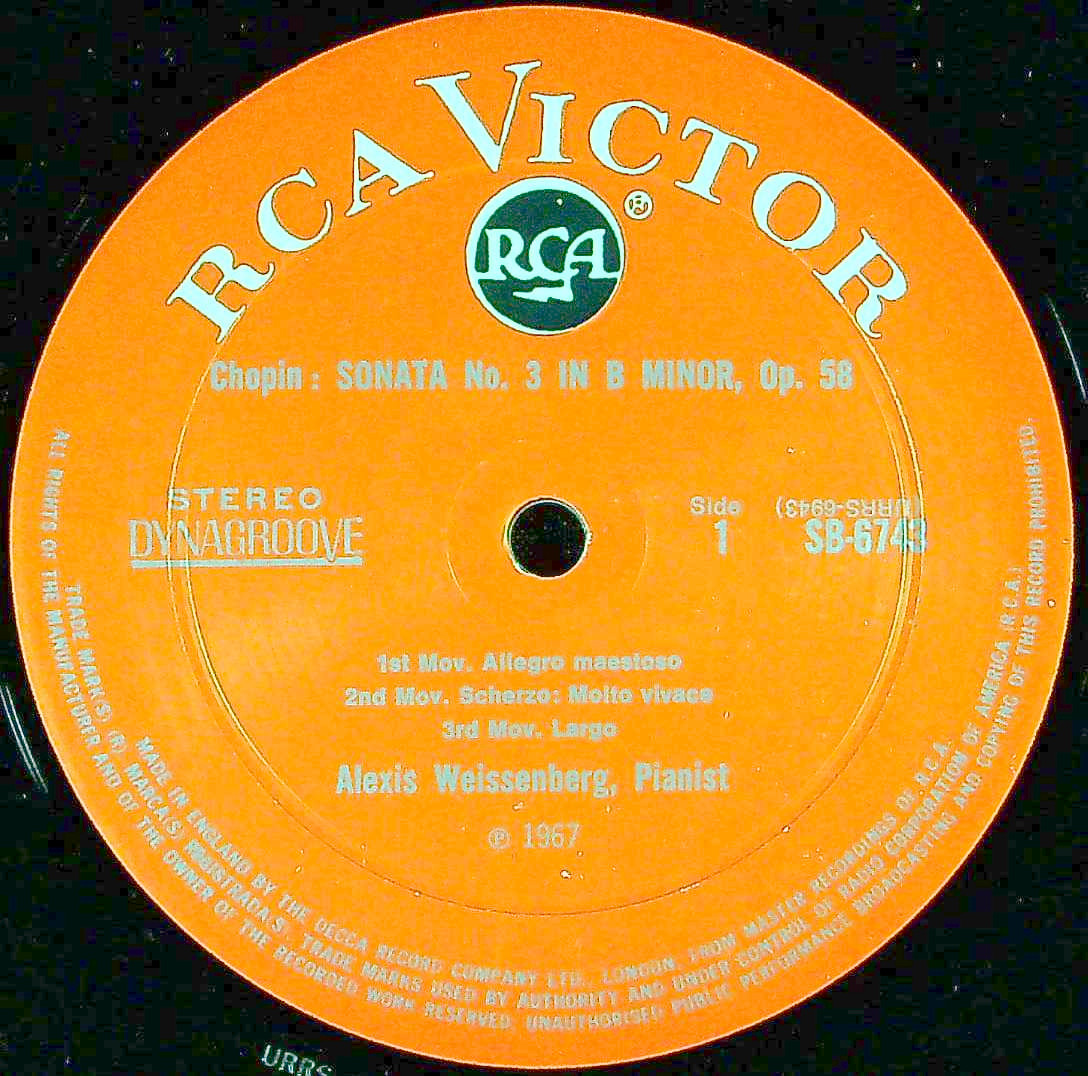 RCA VICTOR
RCA
®
Chopin : SONATA No. 3 IN B MINOR, Op. 58
STEREO
DYNAGROOVE
Side
1
(URRS-6943)
SB-6743
1st Mov. Allegro maestoso
2nd Mov. Scherzo: Molto vivace
3rd Mov. Largo
Alexis Weissenberg, Pianist
℗ 1967
MADE IN ENGLAND BY THE DECCA RECORD COMPANY LTD., LONDON FROM MASTER RECORDINGS OF R.C.A.
TRADE MARK(S) (R) MARCA(S) REGISTRADA(S) TRADE MARKS USED BY AUTHORITY AND UNDER CONTROL OF RADIO CORPORATION OF AMERICA (R.C.A.)
ALL RIGHTS OF THE MANUFACTURER AND OF THE OWNER OF THE RECORDED WORK RESERVED. UNAUTHORISED PUBLIC PERFORMANCE BROADCASTING AND COPYING OF THIS RECORD PROHIBITED.
URRS